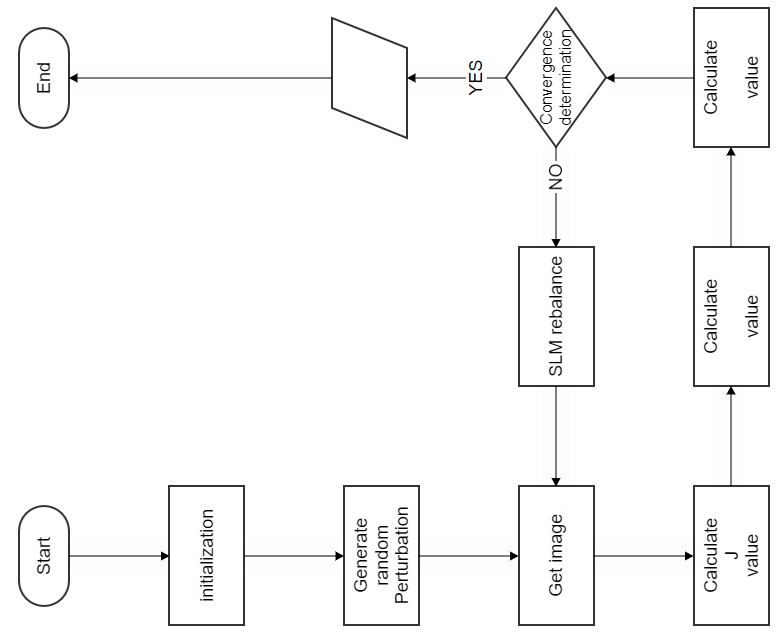 Start
initialization
Generate
random
Perturbation
Get image
Calculate
J
value
Calculate
value
Calculate
value
Convergence
determination
NO
SLM rebalance
YES
End